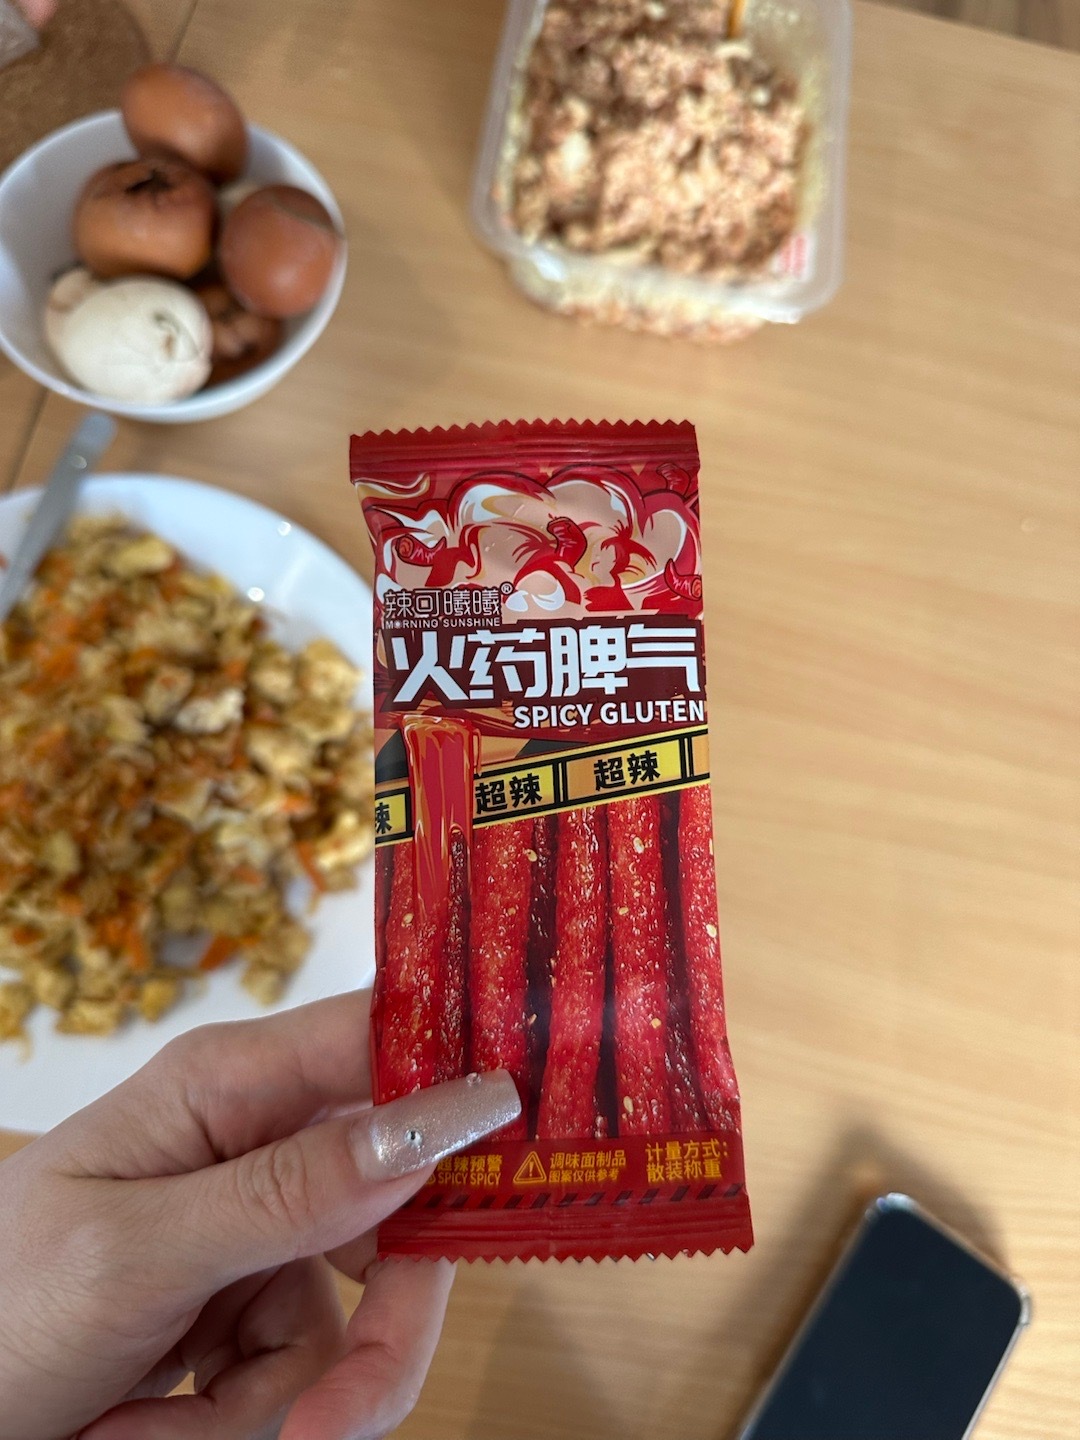 辣可曦曦®
MORNING SUNSHINE
火药脾气
SPICY GLUTEN
辣 超辣 超辣
超辣预警
SPICY SPICY
调味面制品
图案仅供参考
计量方式：
散装称重